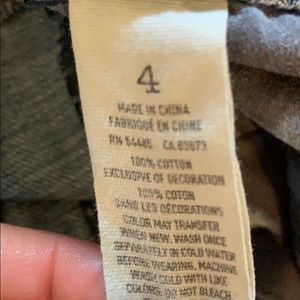 4
MADE IN CHINA
FABRIQUÉ EN CHINE
RN 54485 CA 83873
100% COTTON
EXCLUSIVE OF DECORATION
100% COTON
SANS LES DÉCORATIONS
COLOR MAY TRANSFER
WHEN NEW. WASH ONCE
SEPARATELY IN COLD WATER
BEFORE WEARING. MACHINE
WASH COLD WITH LIKE
COLORS. DO NOT BLEACH.